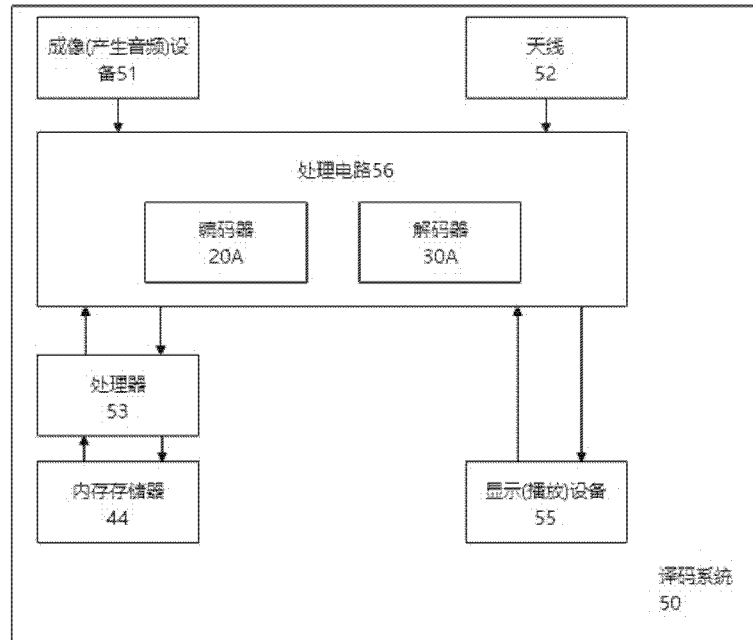 成像(产生音频)设
备51
天线
52
处理电路56
编码器
20A
解码器
30A
处理器
53
内存存储器
44
显示(播放)设备
55
译码系统
50